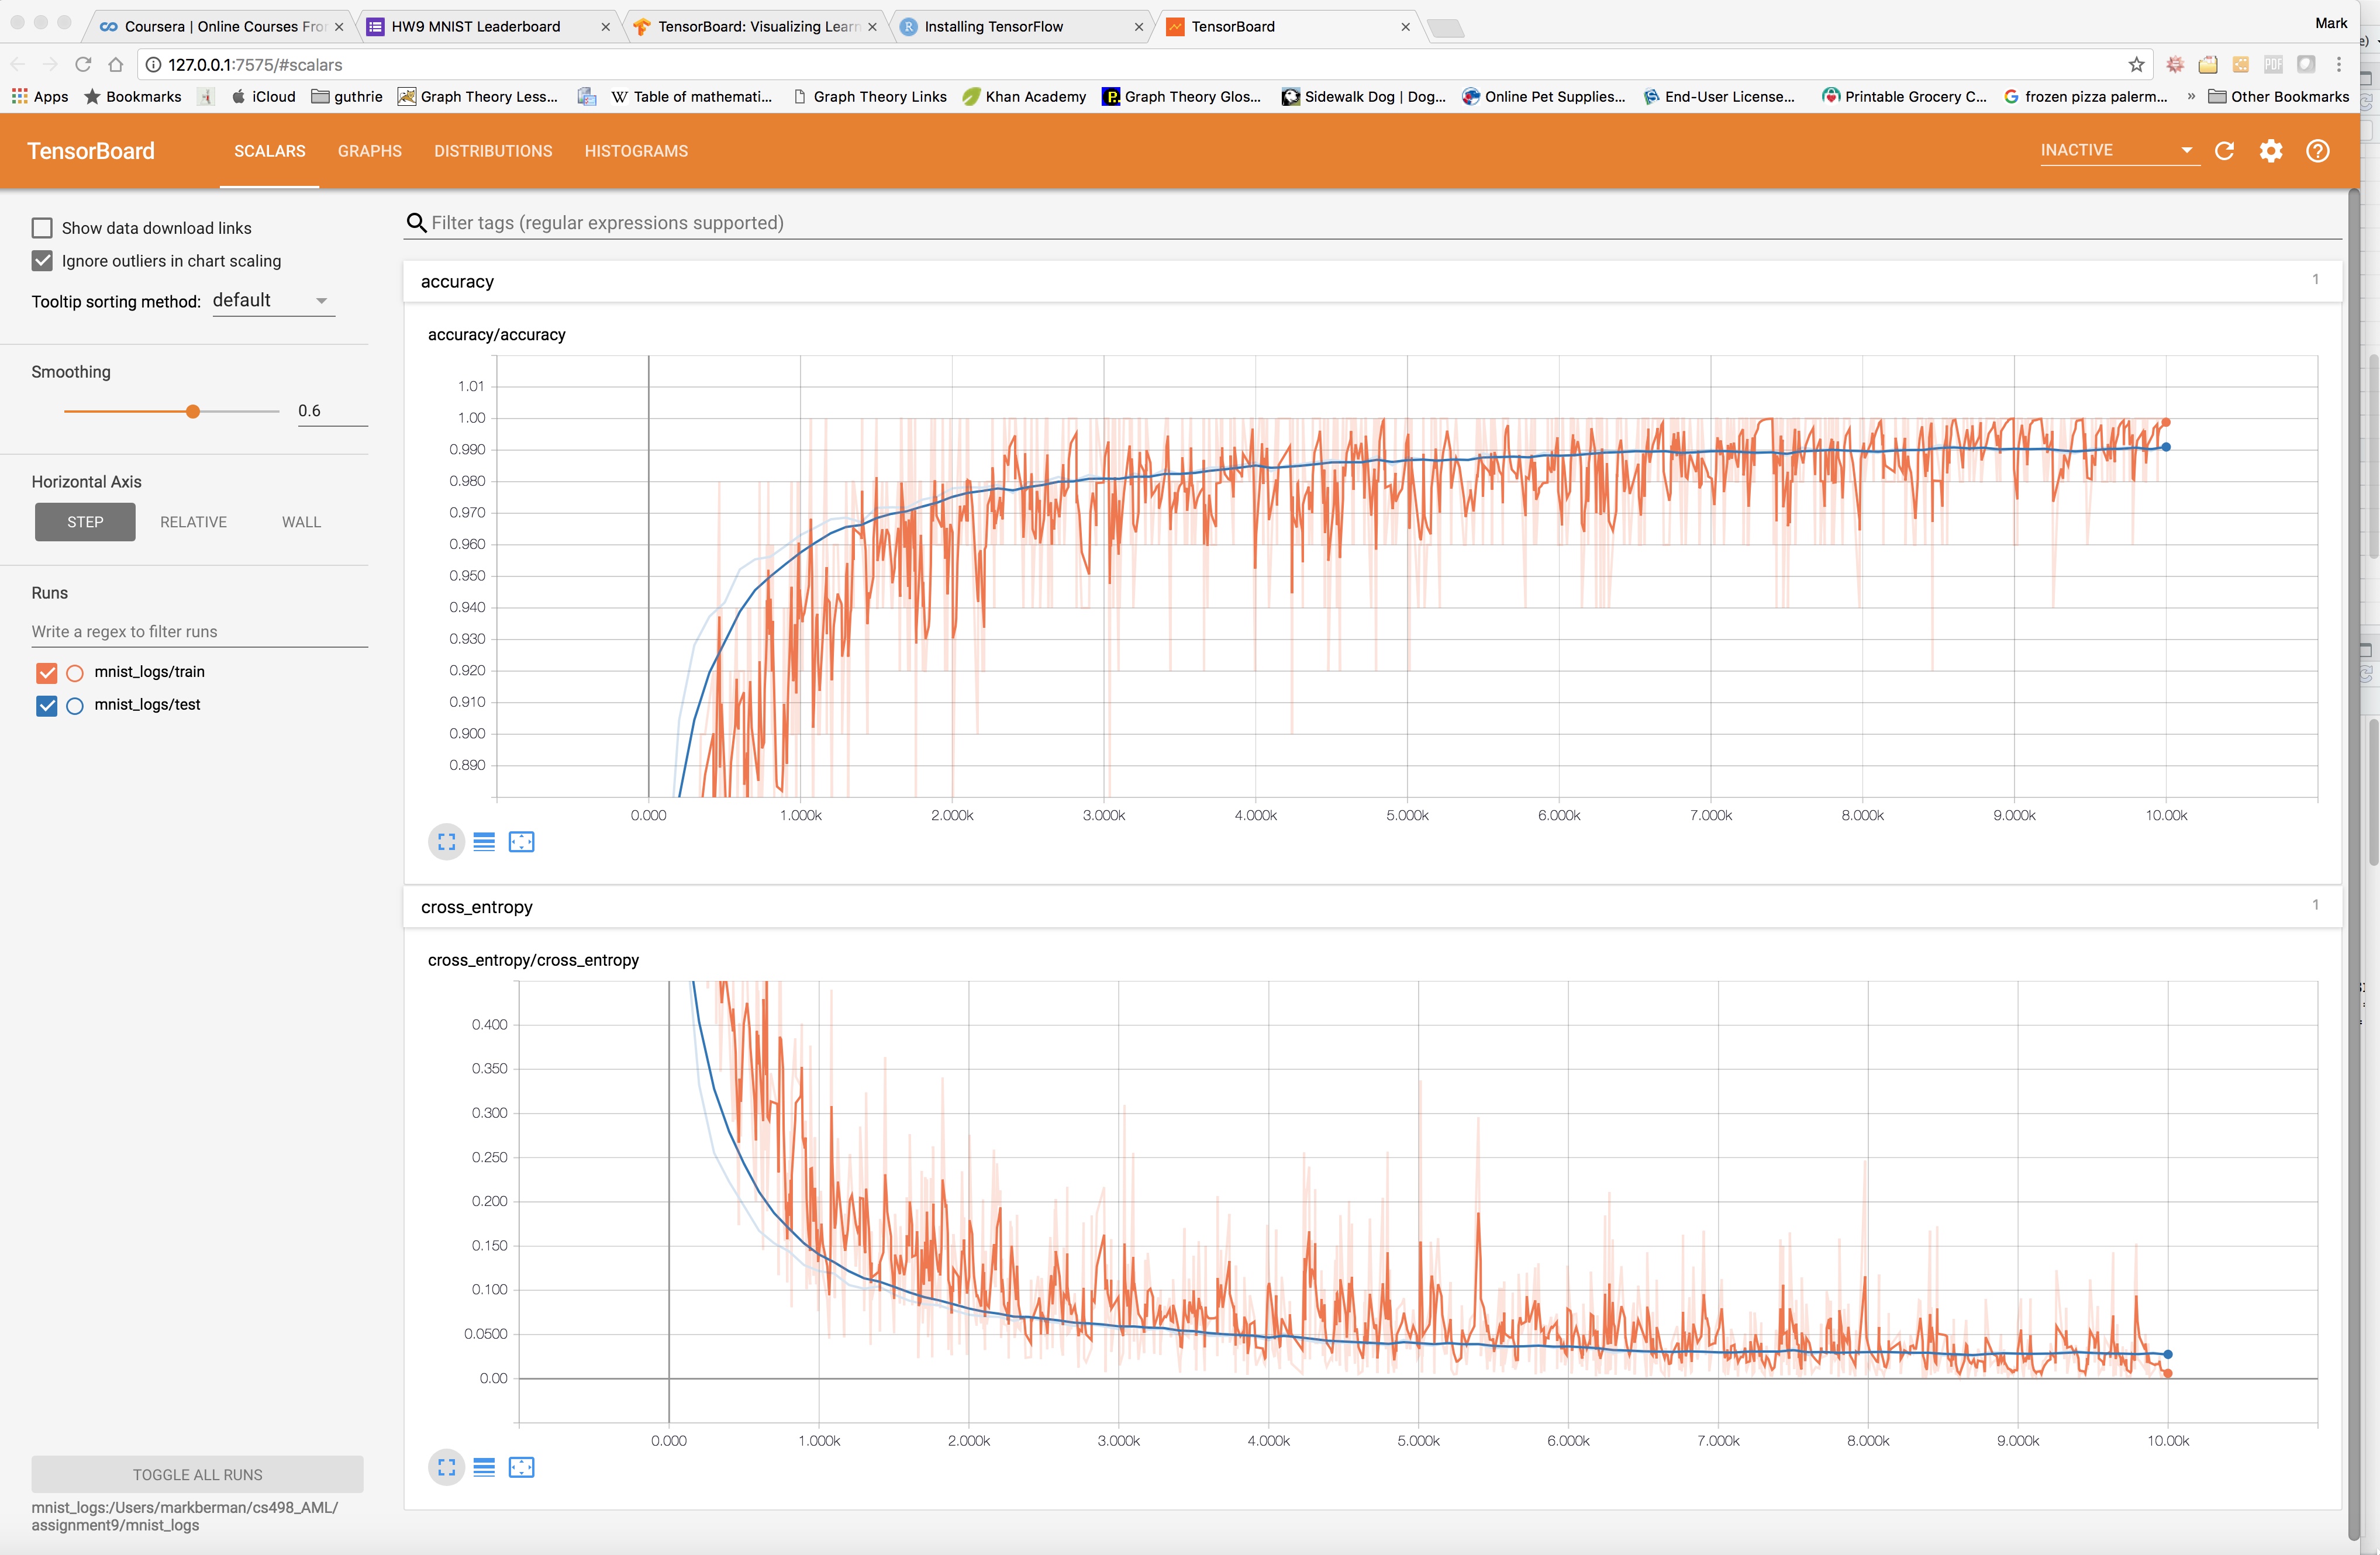 Coursera | Online Courses Fro
HW9 MNIST Leaderboard
TensorBoard: Visualizing Learn
Installing TensorFlow
TensorBoard
Mark
127.0.0.1:7575/#scalars
PDF
Apps
Bookmarks
iCloud
guthrie
Graph Theory Less...
Table of mathemati...
Graph Theory Links
Khan Academy
Graph Theory Glos...
Sidewalk Dog | Dog...
Online Pet Supplies...
End-User License...
Printable Grocery C...
frozen pizza palerm...
»
Other Bookmarks
TensorBoard
SCALARS
GRAPHS
DISTRIBUTIONS
HISTOGRAMS
INACTIVE
Show data download links
Ignore outliers in chart scaling
Tooltip sorting method: default
Smoothing
0.6
Horizontal Axis
STEP
RELATIVE
WALL
Runs
Write a regex to filter runs
mnist_logs/train
mnist_logs/test
TOGGLE ALL RUNS
mnist_logs:/Users/markberman/cs498_AML/
assignment9/mnist_logs
Filter tags (regular expressions supported)
accuracy
1
accuracy/accuracy
1.01
1.00
0.990
0.980
0.970
0.960
0.950
0.940
0.930
0.920
0.910
0.900
0.890
0.000 1.000k 2.000k 3.000k 4.000k 5.000k 6.000k 7.000k 8.000k 9.000k 10.00k
cross_entropy
1
cross_entropy/cross_entropy
0.400
0.350
0.300
0.250
0.200
0.150
0.100
0.0500
0.00
0.000 1.000k 2.000k 3.000k 4.000k 5.000k 6.000k 7.000k 8.000k 9.000k 10.00k